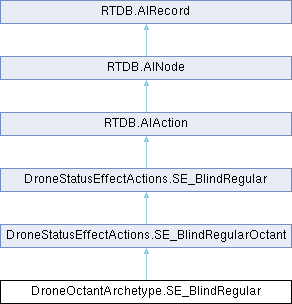 RTDB.AIRecord
RTDB.AINode
RTDB.AIAction
DroneStatusEffectActions.SE_BlindRegular
DroneStatusEffectActions.SE_BlindRegularOctant
DroneOctantArchetype.SE_BlindRegular